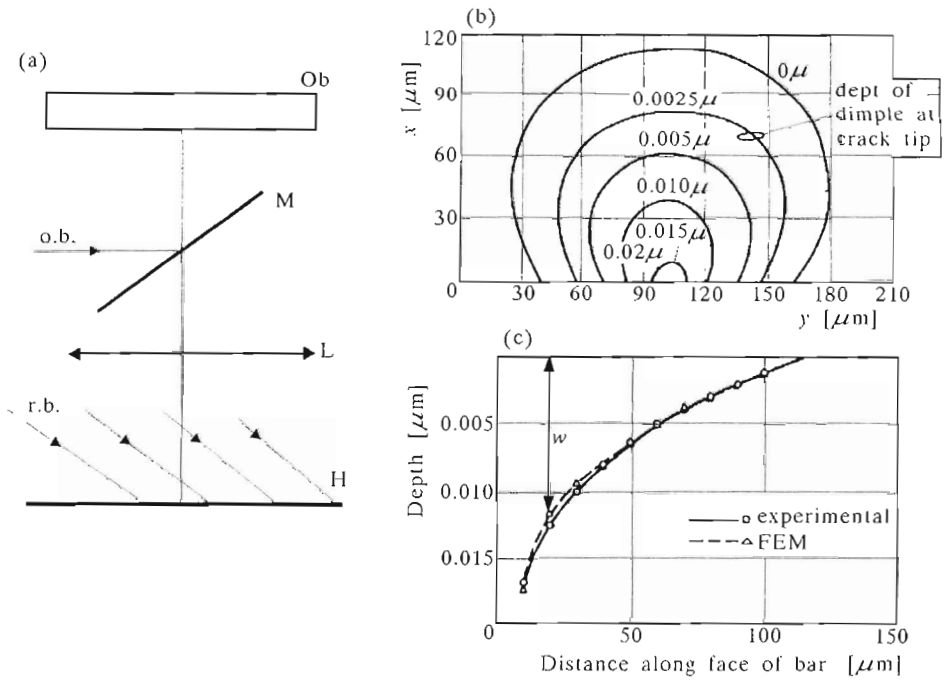 (a)
Ob
M
o.b.
L
r.b.
H
(b)
120
90
60
30
0
x [μm]
0μ
0.0025μ
0.005μ
0.010μ
0.015μ
0.02μ
dept of
dimple at
crack tip
30 60 90 120 150 180 210
y [μm]
(c)
Depth [μm]
0.005
0.010
0.015
0
w
experimental
FEM
50 100 150
Distance along face of bar [μm]